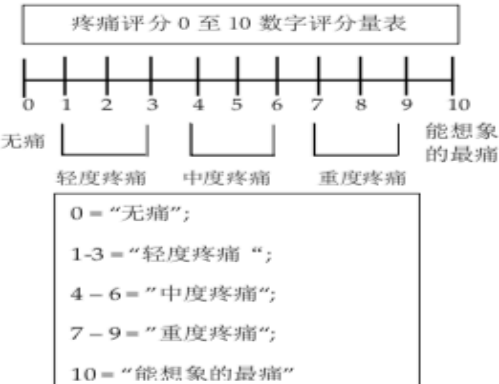 疼痛评分 0 至 10 数字评分量表
0 1 2 3 4 5 6 7 8 9 10
无痛
能想象
的最痛
轻度疼痛 中度疼痛 重度疼痛
0 = “无痛”;
1-3 = “轻度疼痛 “;
4 – 6 = ” 中度疼痛“;
7 – 9 = ” 重度疼痛“;
10 = “能想象的最痛”